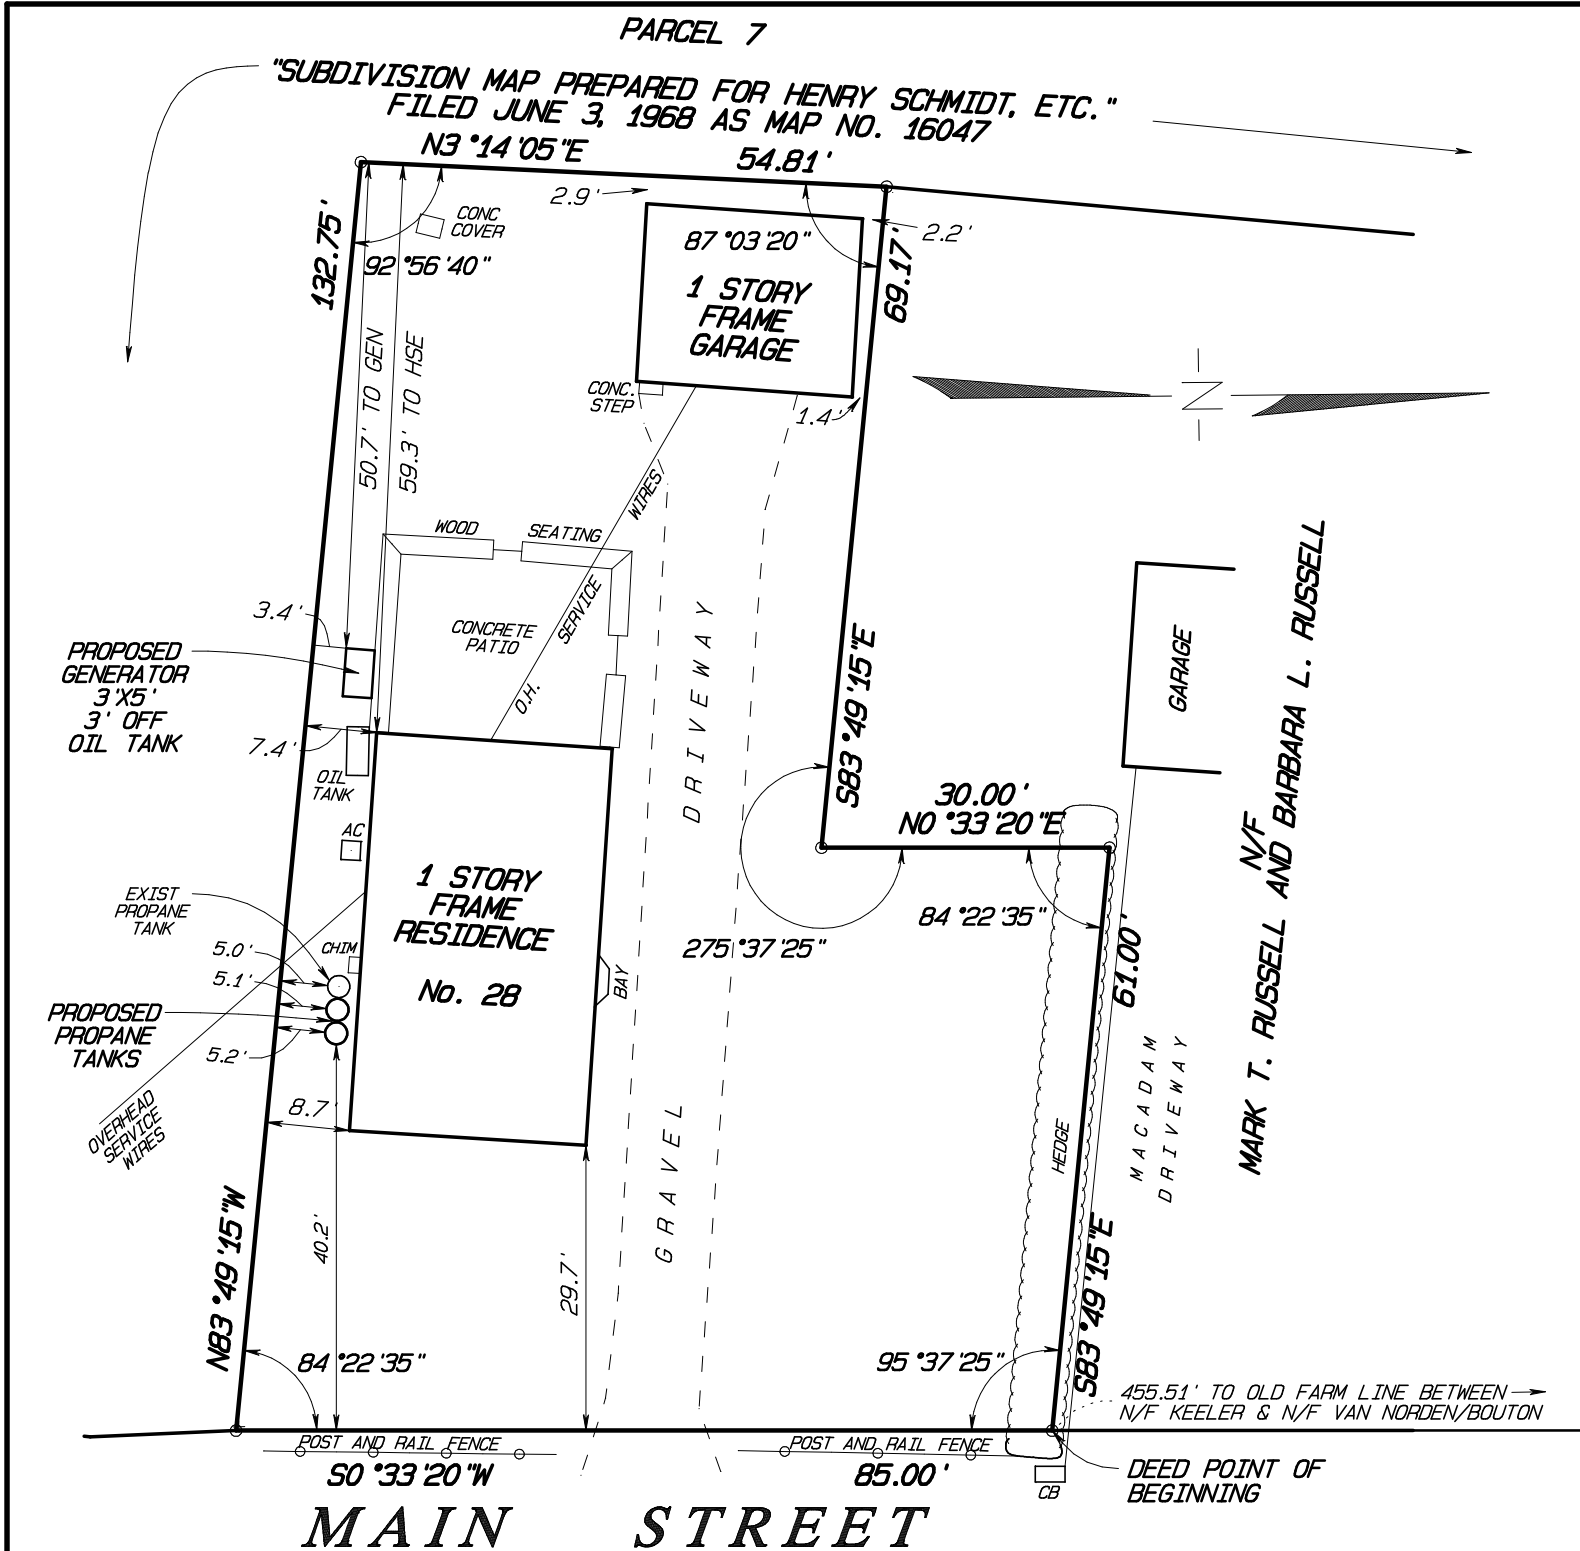 PARCEL 7
"SUBDIVISION MAP PREPARED FOR HENRY SCHMIDT, ETC."
FILED JUNE 3, 1968 AS MAP NO. 16047
N3°14'05"E
54.81'
2.9'
CONC
COVER
87°03'20"
2.2'
132.75'
92°56'40"
69.17'
1 STORY
FRAME
GARAGE
50.7' TO GEN
59.3' TO HSE
CONC.
STEP
1.4'
N
WIRES
SERVICE
O.H.
WOOD
SEATING
CONCRETE
PATIO
3.4'
PROPOSED
GENERATOR
3'X5'
3' OFF
OIL TANK
7.4'
OIL
TANK
AC
DRIVEWAY
S83°49'15"E
GARAGE
30.00'
N0°33'20"E
N/F
MARK T. RUSSELL AND BARBARA L. RUSSELL
1 STORY
FRAME
RESIDENCE
No. 28
EXIST
PROPANE
TANK
CHIM
5.0'
5.1'
PROPOSED
PROPANE
TANKS
5.2'
BAY
275°37'25"
84°22'35"
61.00'
OVERHEAD
SERVICE
WIRES
8.7'
HEDGE
MACADAM
DRIVEWAY
GRAVEL
40.2'
29.7'
N83°49'15"W
84°22'35"
95°37'25"
S83°49'15"E
455.51' TO OLD FARM LINE BETWEEN
N/F KEELER & N/F VAN NORDEN/BOUTON
POST AND RAIL FENCE
POST AND RAIL FENCE
S0°33'20"W
85.00'
CB
DEED POINT OF
BEGINNING
MAIN STREET